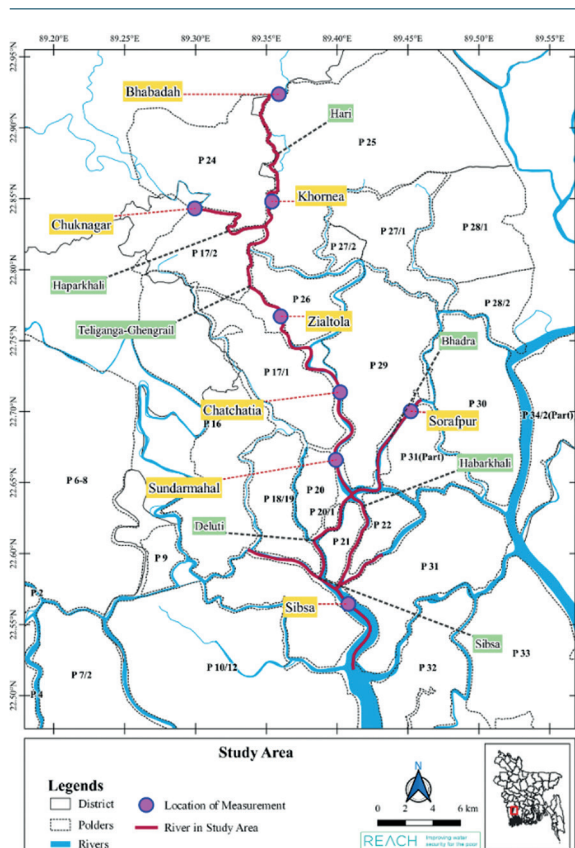 89.20°E 89.25°E 89.30°E 89.35°E 89.40°E 89.45°E 89.50°E 89.55°E
22.95°N
Bhabadah
Hari
22.90°N
P 25
P 24
22.85°N
Khornea
Chuknagar
P 27/1
P 28/1
P 27/2
P 17/2
22.80°N
Haparkhali
P 26
P 28/2
Teliganga-Ghengrail
Zialtola
22.75°N
Bhadra
P 17/1
P 29
Chatchatia
P 30
22.70°N
P 16
Sorafpur
P 34/2(Part)
P 31(Part)
Sundarmahal
Habarkhali
P 6-8
22.65°N
P 18/19
P 20
P 20/1
Deluti
P 22
P 21
22.60°N
P 9
P 31
P 2
Sibsa
22.55°N
Sibsa
P 33
P 7/2
P 10/12
P 32
P 4
22.50°N
Study Area
Legends
District
Polders
Rivers
Location of Measurement
River in Study Area
N
0 2 4 6 km
REACH Improving water
security for the poor